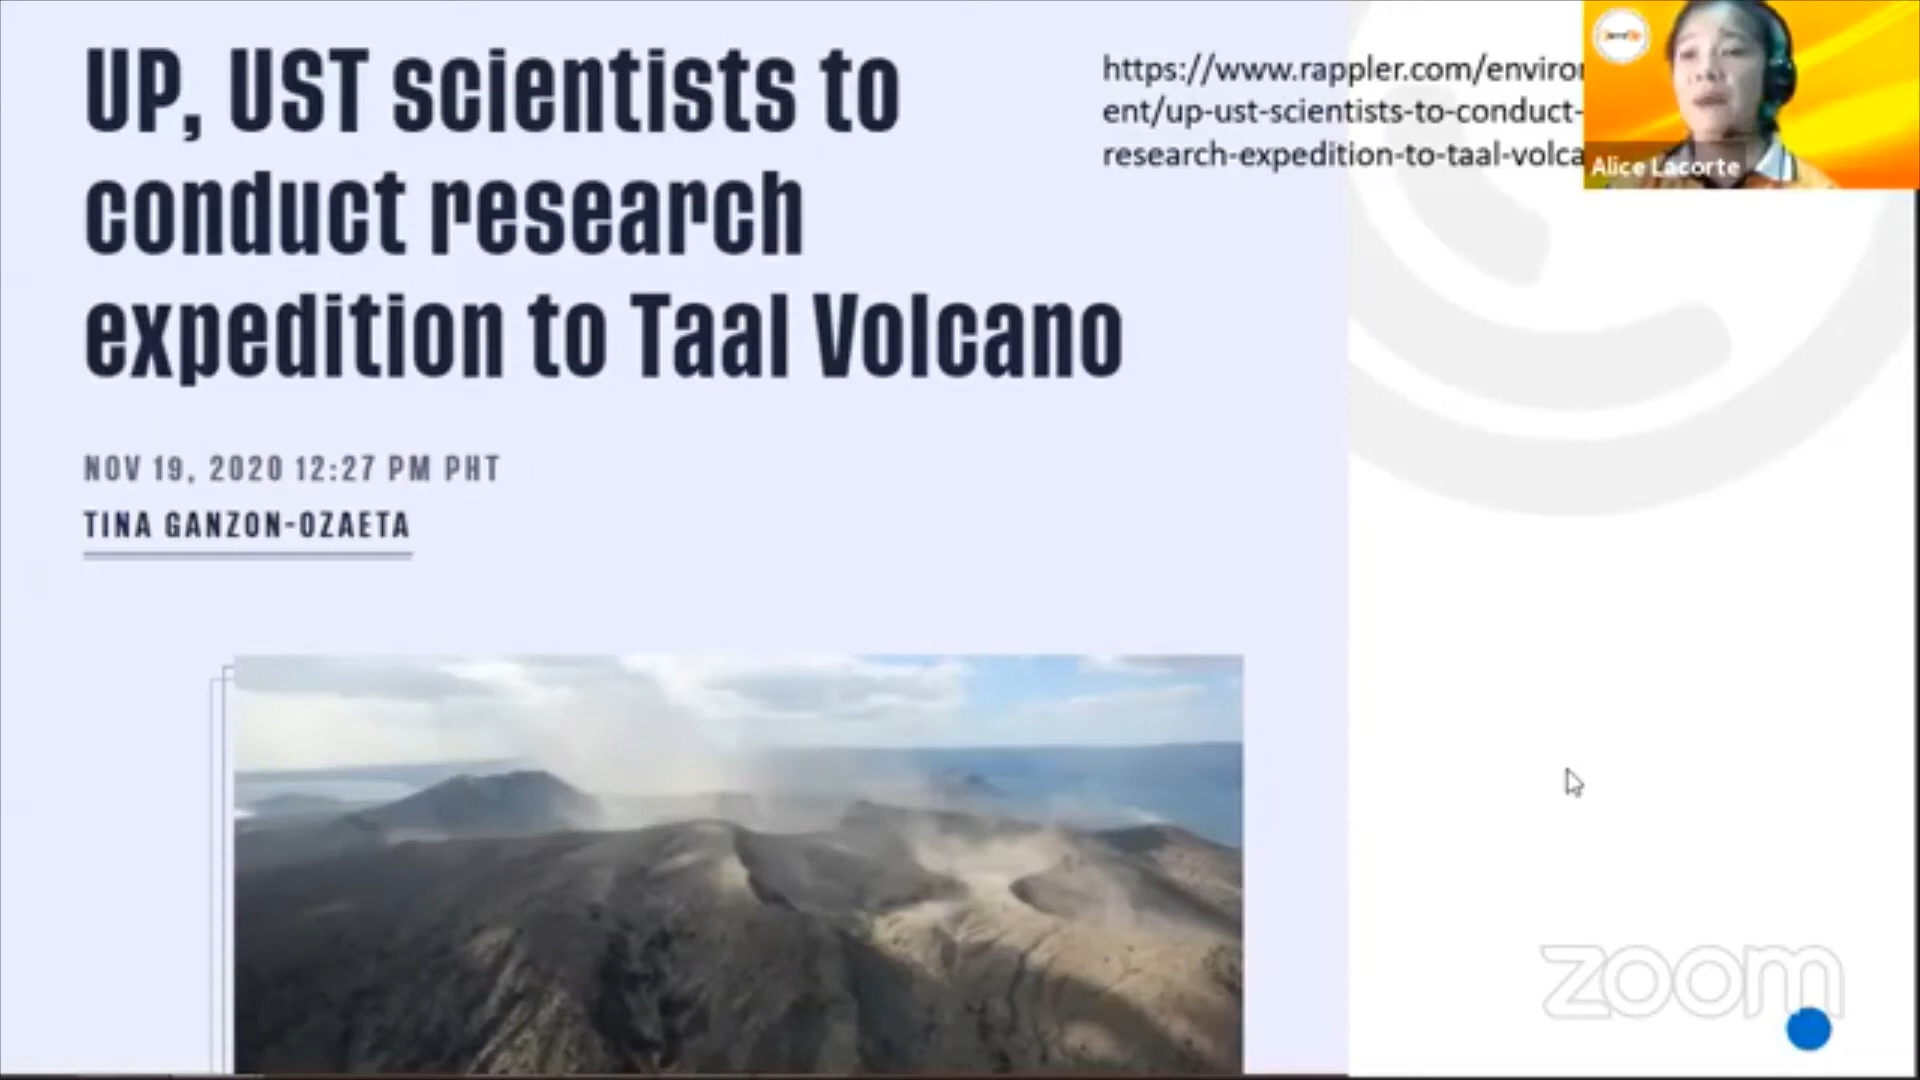 UP, UST scientists to
conduct research
expedition to Taal Volcano
https://www.rappler.com/enviro
ent/up-ust-scientists-to-conduct-
research-expedition-to-taal-volca
Alice Lacorte
NOV 19, 2020 12:27 PM PHT
TINA GANZON-OZAETA
zoom